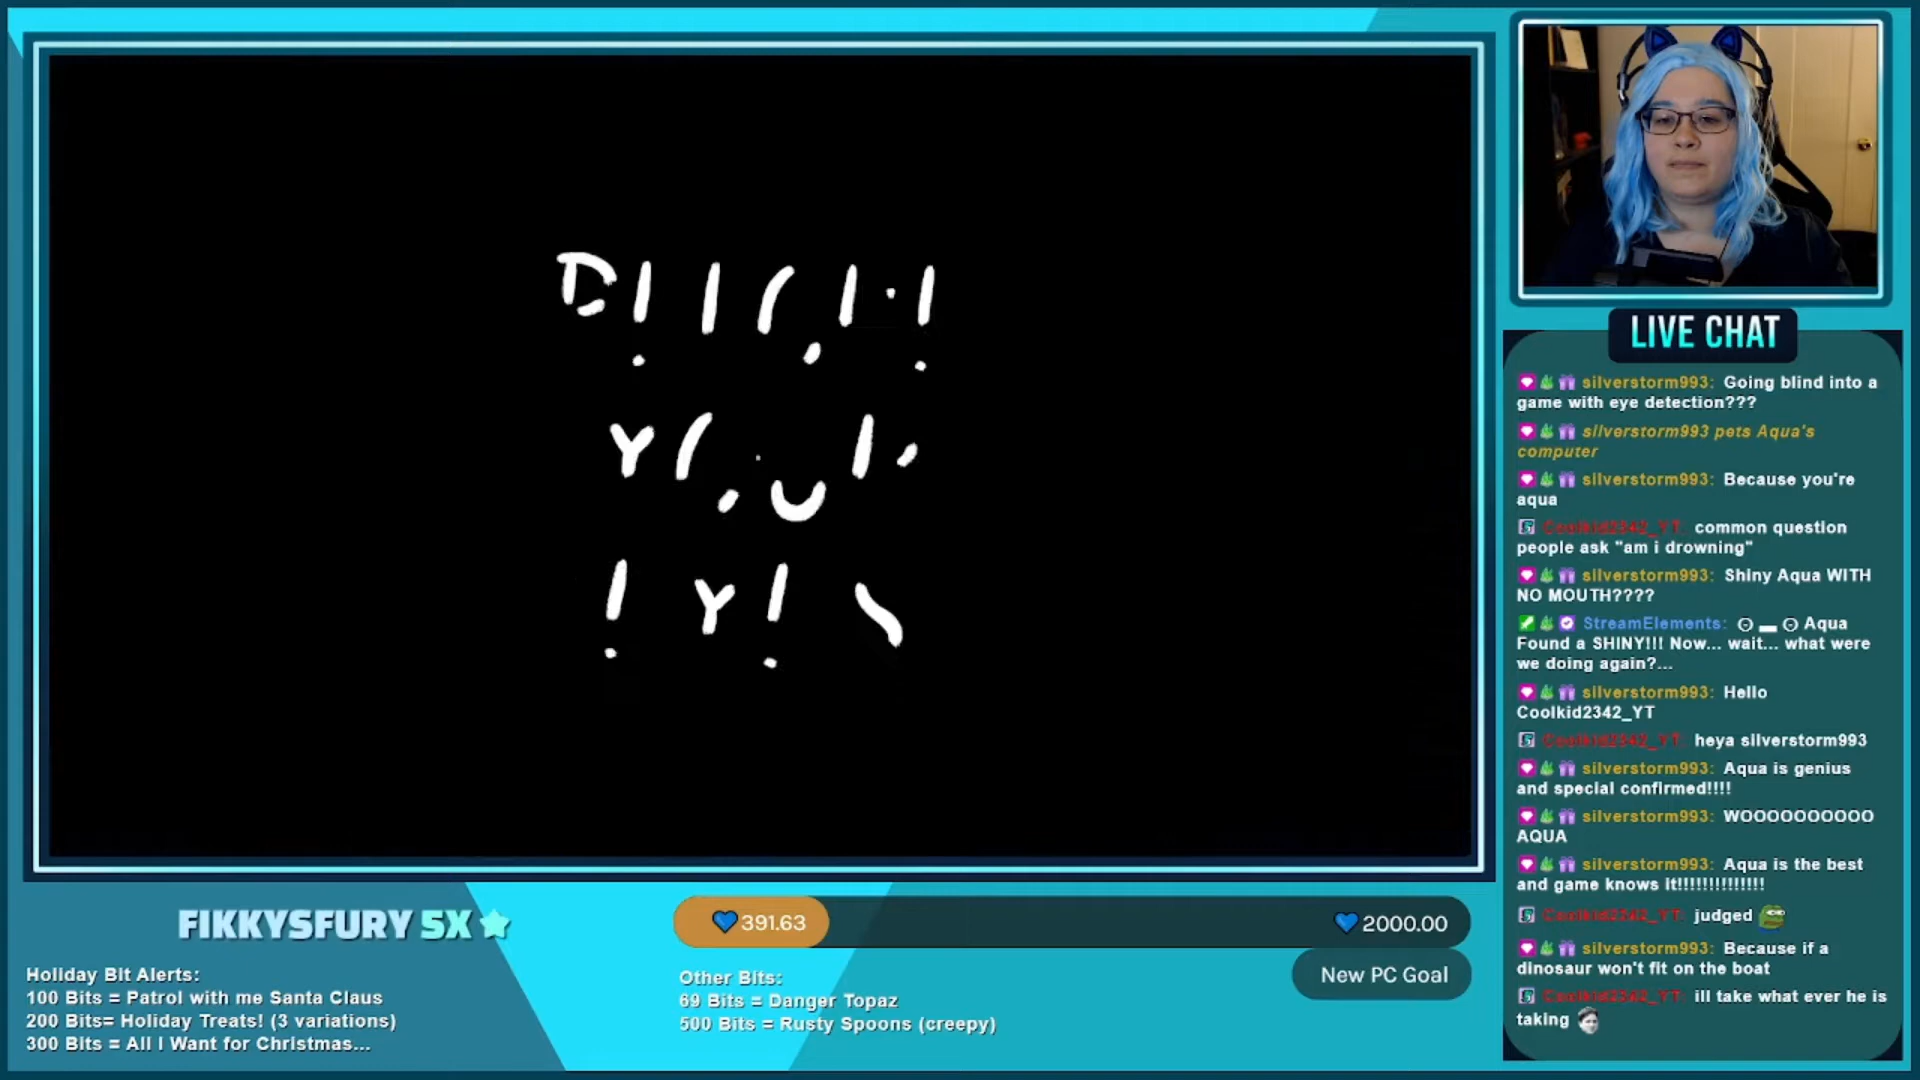 LIVE CHAT
silverstorm993: Going blind into a
game with eye detection???
silverstorm993 pets Aqua's
computer
silverstorm993: Because you're
aqua
Coolkid2342_YT: common question
people ask "am i drowning"
silverstorm993: Shiny Aqua WITH
NO MOUTH????
StreamElements: Aqua
Found a SHINY!!! Now... wait... what were
we doing again?...
silverstorm993: Hello
Coolkid2342_YT
Coolkid2342_YT: heya silverstorm993
silverstorm993: Aqua is genius
and special confirmed!!!!
silverstorm993: WOOOOOOOOOO
AQUA
silverstorm993: Aqua is the best
and game knows it!!!!!!!!!!!!!!
Coolkid2342_YT: judged
silverstorm993: Because if a
dinosaur won't fit on the boat
Coolkid2342_YT: ill take what ever he is
taking
FIKKYSFURY 5X
391.63
2000.00
New PC Goal
Holiday Bit Alerts:
100 Bits = Patrol with me Santa Claus
200 Bits= Holiday Treats! (3 variations)
300 Bits = All I Want for Christmas...
Other Bits:
69 Bits = Danger Topaz
500 Bits = Rusty Spoons (creepy)